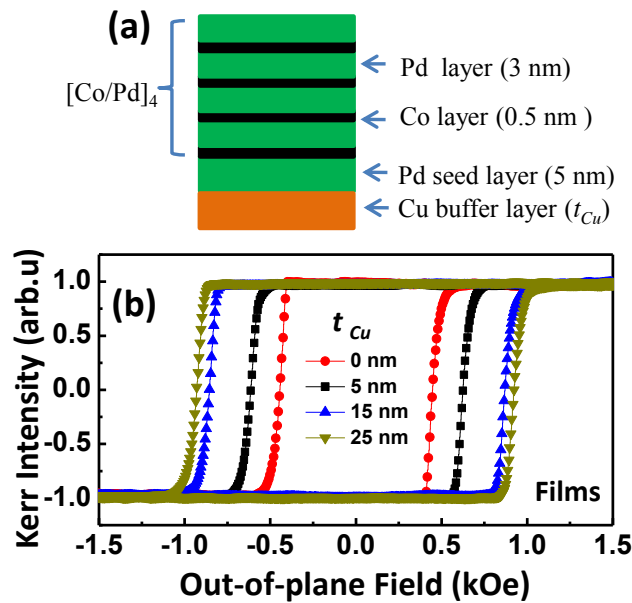 (a)
[Co/Pd]4
Pd layer (3 nm)
Co layer (0.5 nm )
Pd seed layer (5 nm)
Cu buffer layer (tCu)
(b)
Kerr Intensity (arb.u)
1.0
0.5
0.0
-0.5
-1.0
t Cu
0 nm
5 nm
15 nm
25 nm
Films
-1.5 -1.0 -0.5 0.0 0.5 1.0 1.5
Out-of-plane Field (kOe)